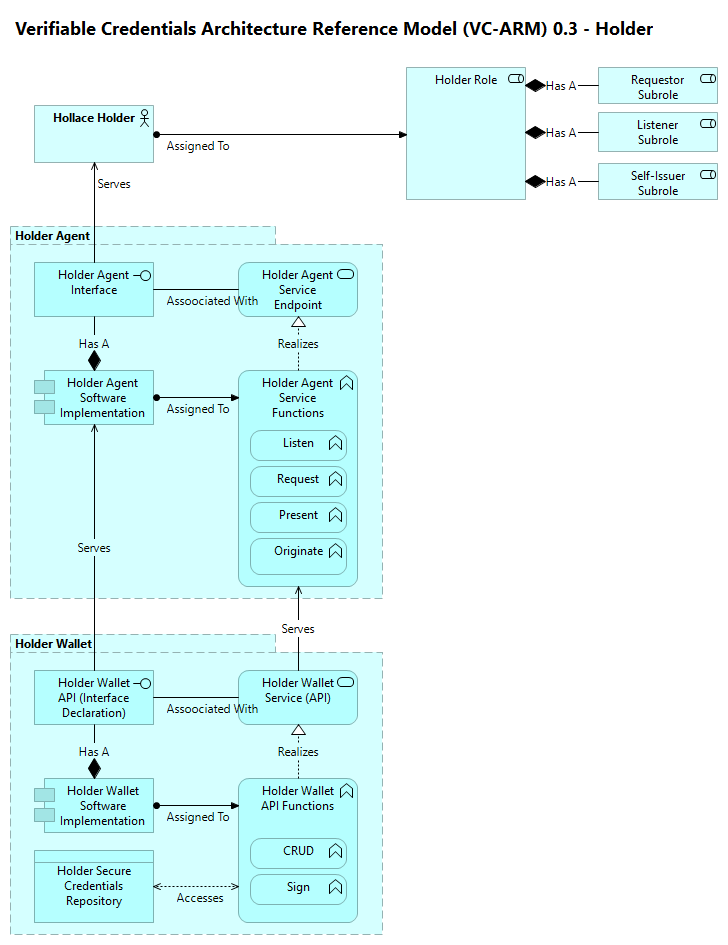 Verifiable Credentials Architecture Reference Model (VC-ARM) 0.3 - Holder
Hollace Holder
Assigned To
Holder Role
Has A
Requestor
Subrole
Has A
Listener
Subrole
Has A
Self-Issuer
Subrole
Serves
Holder Agent
Holder Agent
Interface
Assoociated With
Holder Agent
Service
Endpoint
Has A
Realizes
Holder Agent
Software
Implementation
Assigned To
Holder Agent
Service
Functions
Listen
Request
Present
Originate
Serves
Serves
Holder Wallet
Holder Wallet
API (Interface
Declaration)
Assoociated With
Holder Wallet
Service (API)
Has A
Realizes
Holder Wallet
Software
Implementation
Assigned To
Holder Wallet
API Functions
CRUD
Sign
Holder Secure
Credentials
Repository
Accesses